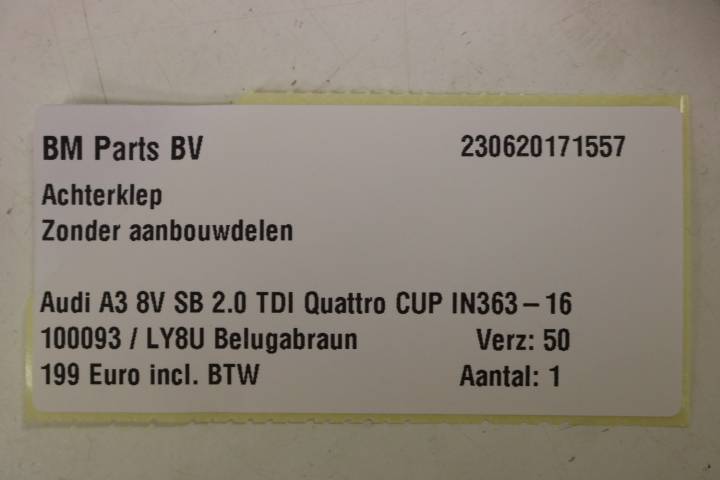 BM Parts BV 230620171557
Achterklep
Zonder aanbouwdelen
Audi A3 8V SB 2.0 TDI Quattro CUP IN363 – 16
100093 / LY8U Belugabraun Verz: 50
199 Euro incl. BTW Aantal: 1